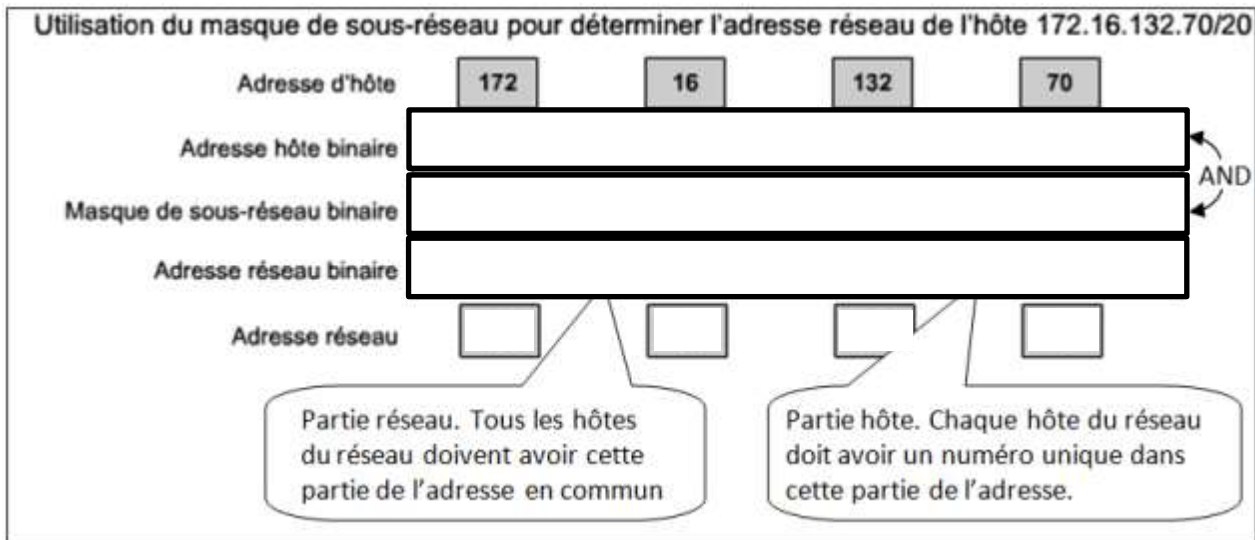 Utilisation du masque de sous-réseau pour déterminer l'adresse réseau de l'hôte 172.16.132.70/20
Adresse d'hôte 172 16 132 70
Adresse hôte binaire
AND
Masque de sous-réseau binaire
Adresse réseau binaire
Adresse réseau
Partie réseau. Tous les hôtes
du réseau doivent avoir cette
partie de l'adresse en commun
Partie hôte. Chaque hôte du réseau
doit avoir un numéro unique dans
cette partie de l'adresse.